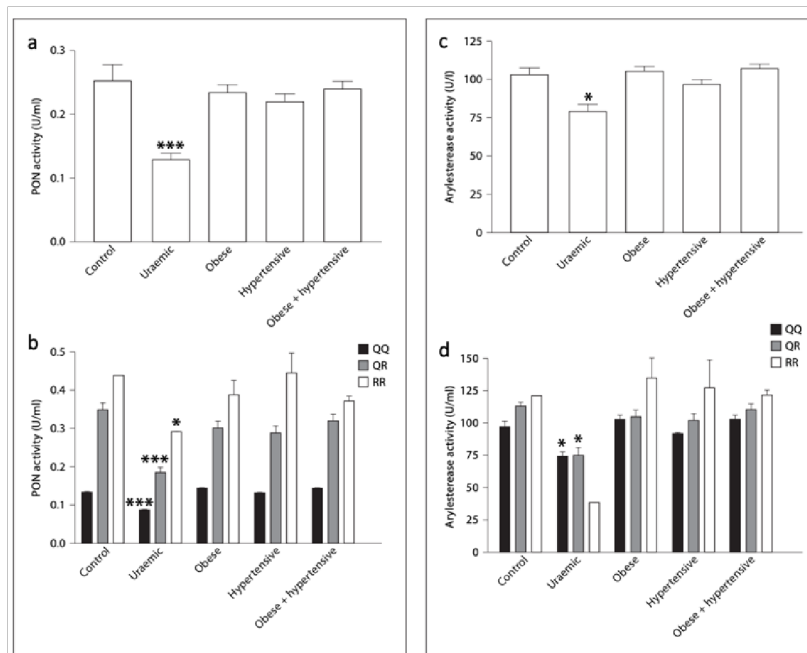 a
PON activity (U/ml)
0.3
0.2
0.1
0.0
***
Control
Uraemic
Obese
Hypertensive
Obese + hypertensive
b
QQ
QR
RR
PON activity (U/ml)
0.5
0.4
0.3
0.2
0.1
0.0
***
***
*
Control
Uraemic
Obese
Hypertensive
Obese + hypertensive
c
Arylesterease activity (U/l)
125
100
75
50
25
0
*
Control
Uraemic
Obese
Hypertensive
Obese + hypertensive
d
QQ
QR
RR
Arylesterease activity (U/ml)
150
125
100
75
50
25
0
* *
Control
Uraemic
Obese
Hypertensive
Obese + hypertensive